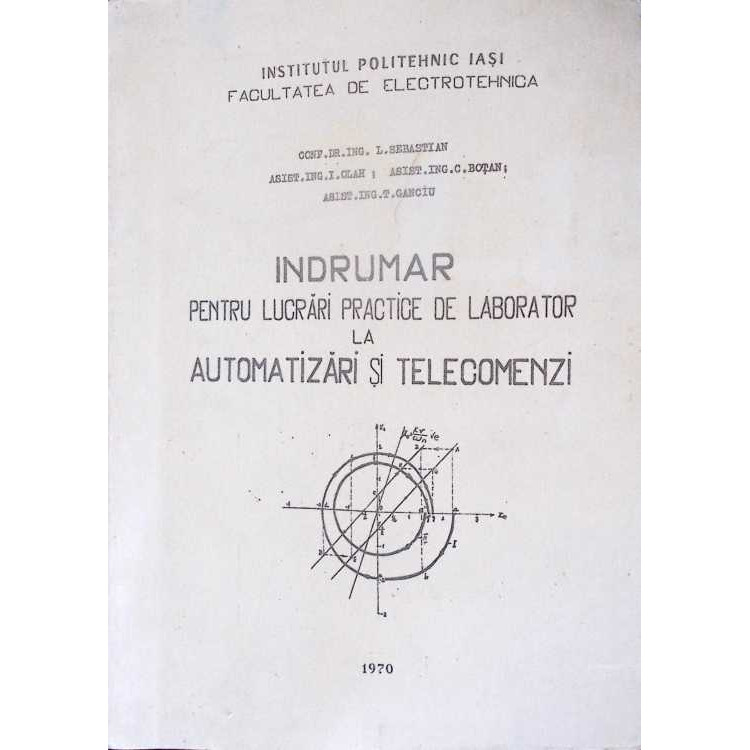 INSTITUTUL POLITEHNIC IAŞI
FACULTATEA DE ELECTROTEHNICA
CONF.DR.ING. L.SEBASTIAN
ASIST.ING.I.OLAH ; ASIST.ING.C.BOŢAN;
ASIST.ING.T.GANCIU
INDRUMAR
PENTRU LUCRĂRI PRACTICE DE LABORATOR
LA
AUTOMATIZĂRI ŞI TELECOMENZI
1970